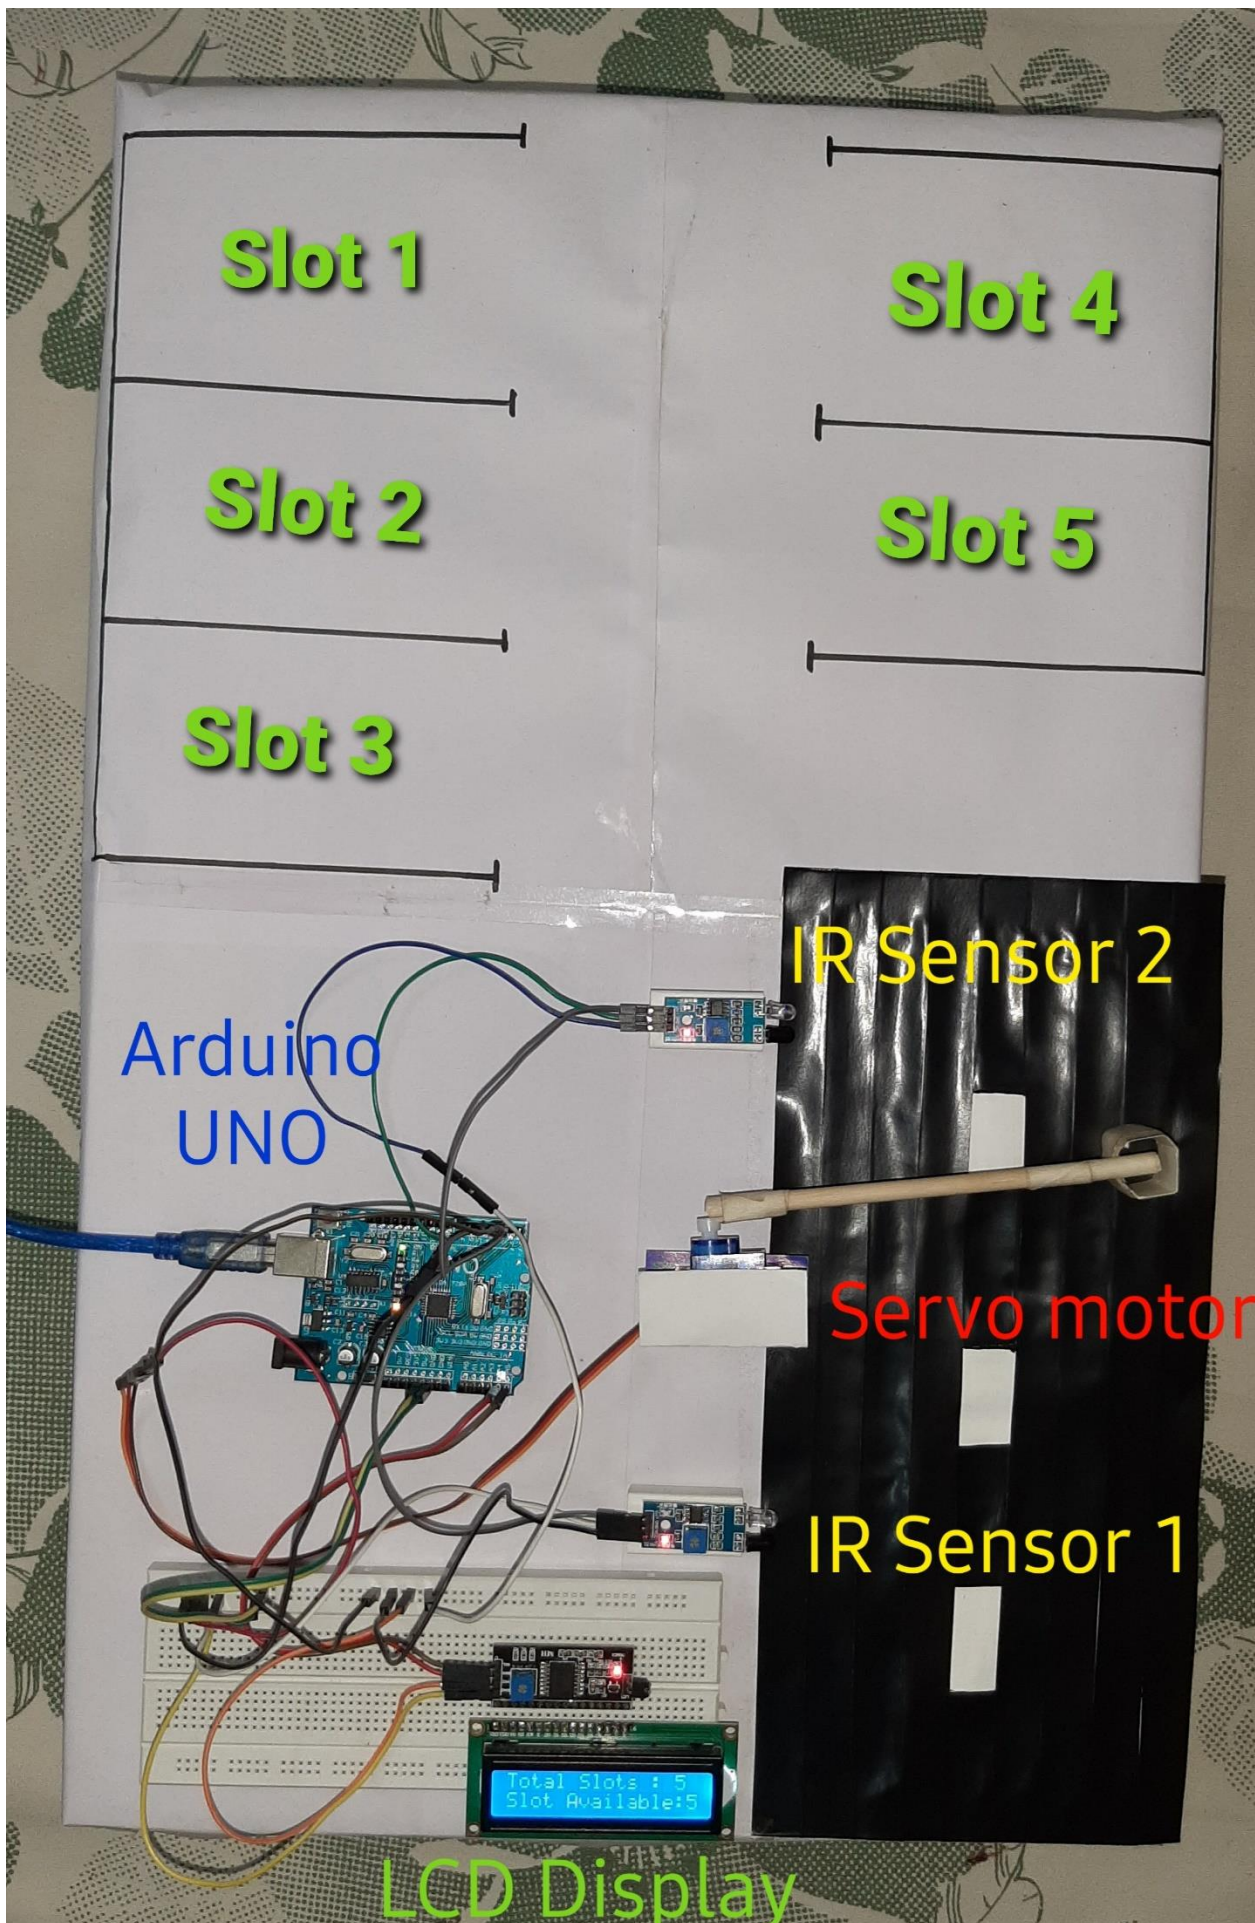 Slot 1
Slot 4
Slot 2
Slot 5
Slot 3
IR Sensor 2
Arduino
UNO
Servo motor
IR Sensor 1
Total Slots : 5
Slot Available:5
LCD Display